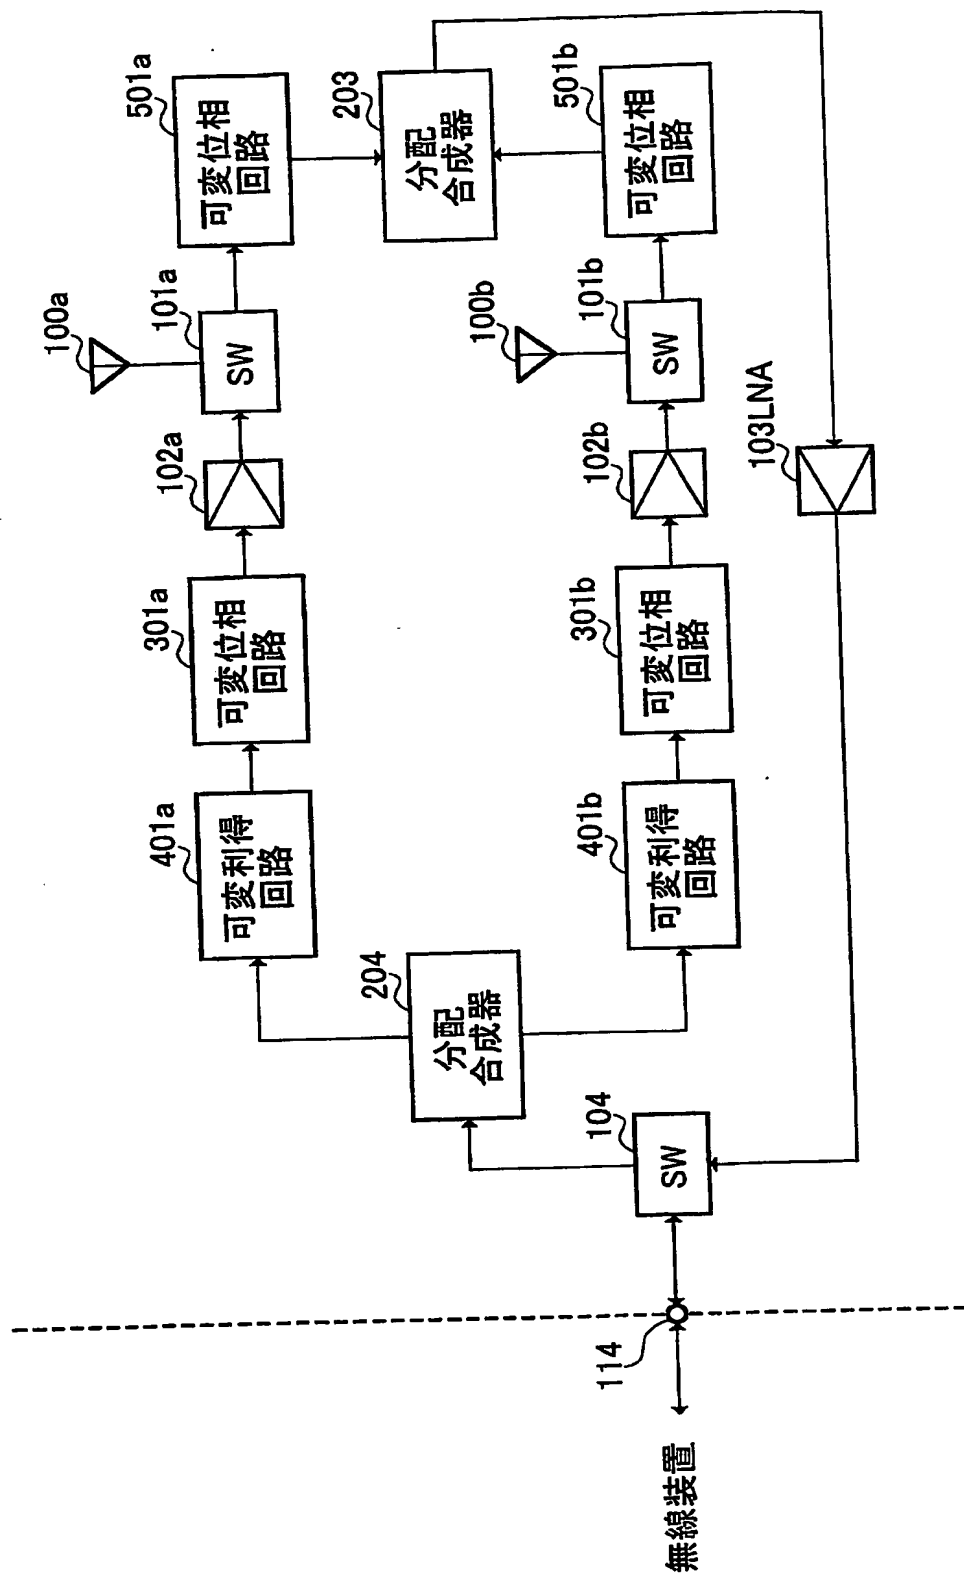 100a
501a
101a
可変位相
回路
102a
SW
301a
203
401a
可変位相
回路
分配
合成器
可変利得
回路
204
100b
501b
101b
可変位相
回路
分配
合成器
102b
SW
301b
104
401b
可変位相
回路
可変利得
回路
103LNA
SW
114
無線装置